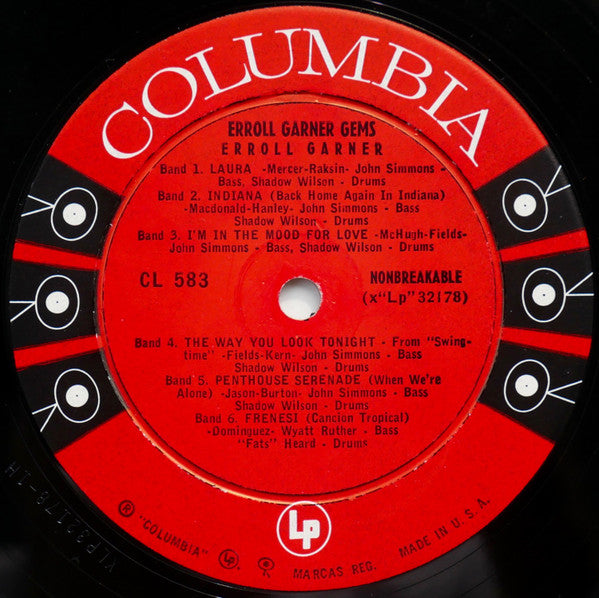 COLUMBIA
ERROLL GARNER GEMS
ERROLL GARNER
Band 1. LAURA -Mercer-Raksin- John Simmons -
Bass, Shadow Wilson - Drums
Band 2. INDIANA (Back Home Again In Indiana)
-Macdonald-Hanley- John Simmons - Bass
Shadow Wilson - Drums
Band 3. I'M IN THE MOOD FOR LOVE -McHugh-Fields-
John Simmons - Bass, Shadow Wilson - Drums
CL 583
NONBREAKABLE
(x"Lp"32178)
Band 4. THE WAY YOU LOOK TONIGHT - From "Swing-
time" -Fields-Kern- John Simmons - Bass
Shadow Wilson - Drums
Band 5. PENTHOUSE SERENADE (When We're
Alone) -Jason-Burton- John Simmons - Bass
Shadow Wilson - Drums
Band 6. FRENESI (Cancion Tropical)
-Dominguez- Wyatt Ruther - Bass
"Fats" Heard - Drums
Lp
® "COLUMBIA" Lp MARCAS REG. MADE IN U.S.A.